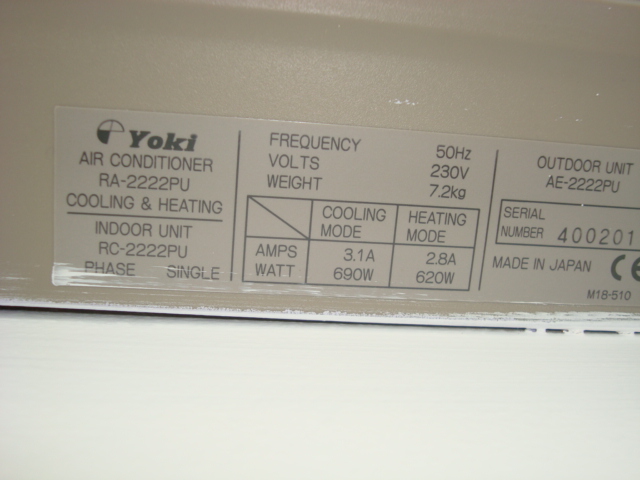 Yoki
AIR CONDITIONER
RA-2222PU
COOLING & HEATING
INDOOR UNIT
RC-2222PU
PHASE SINGLE
FREQUENCY 50Hz
VOLTS 230V
WEIGHT 7.2kg
COOLING MODE HEATING MODE
AMPS 3.1A 2.8A
WATT 690W 620W
OUTDOOR UNIT
AE-2222PU
SERIAL
NUMBER 400201
MADE IN JAPAN CE
M18-510